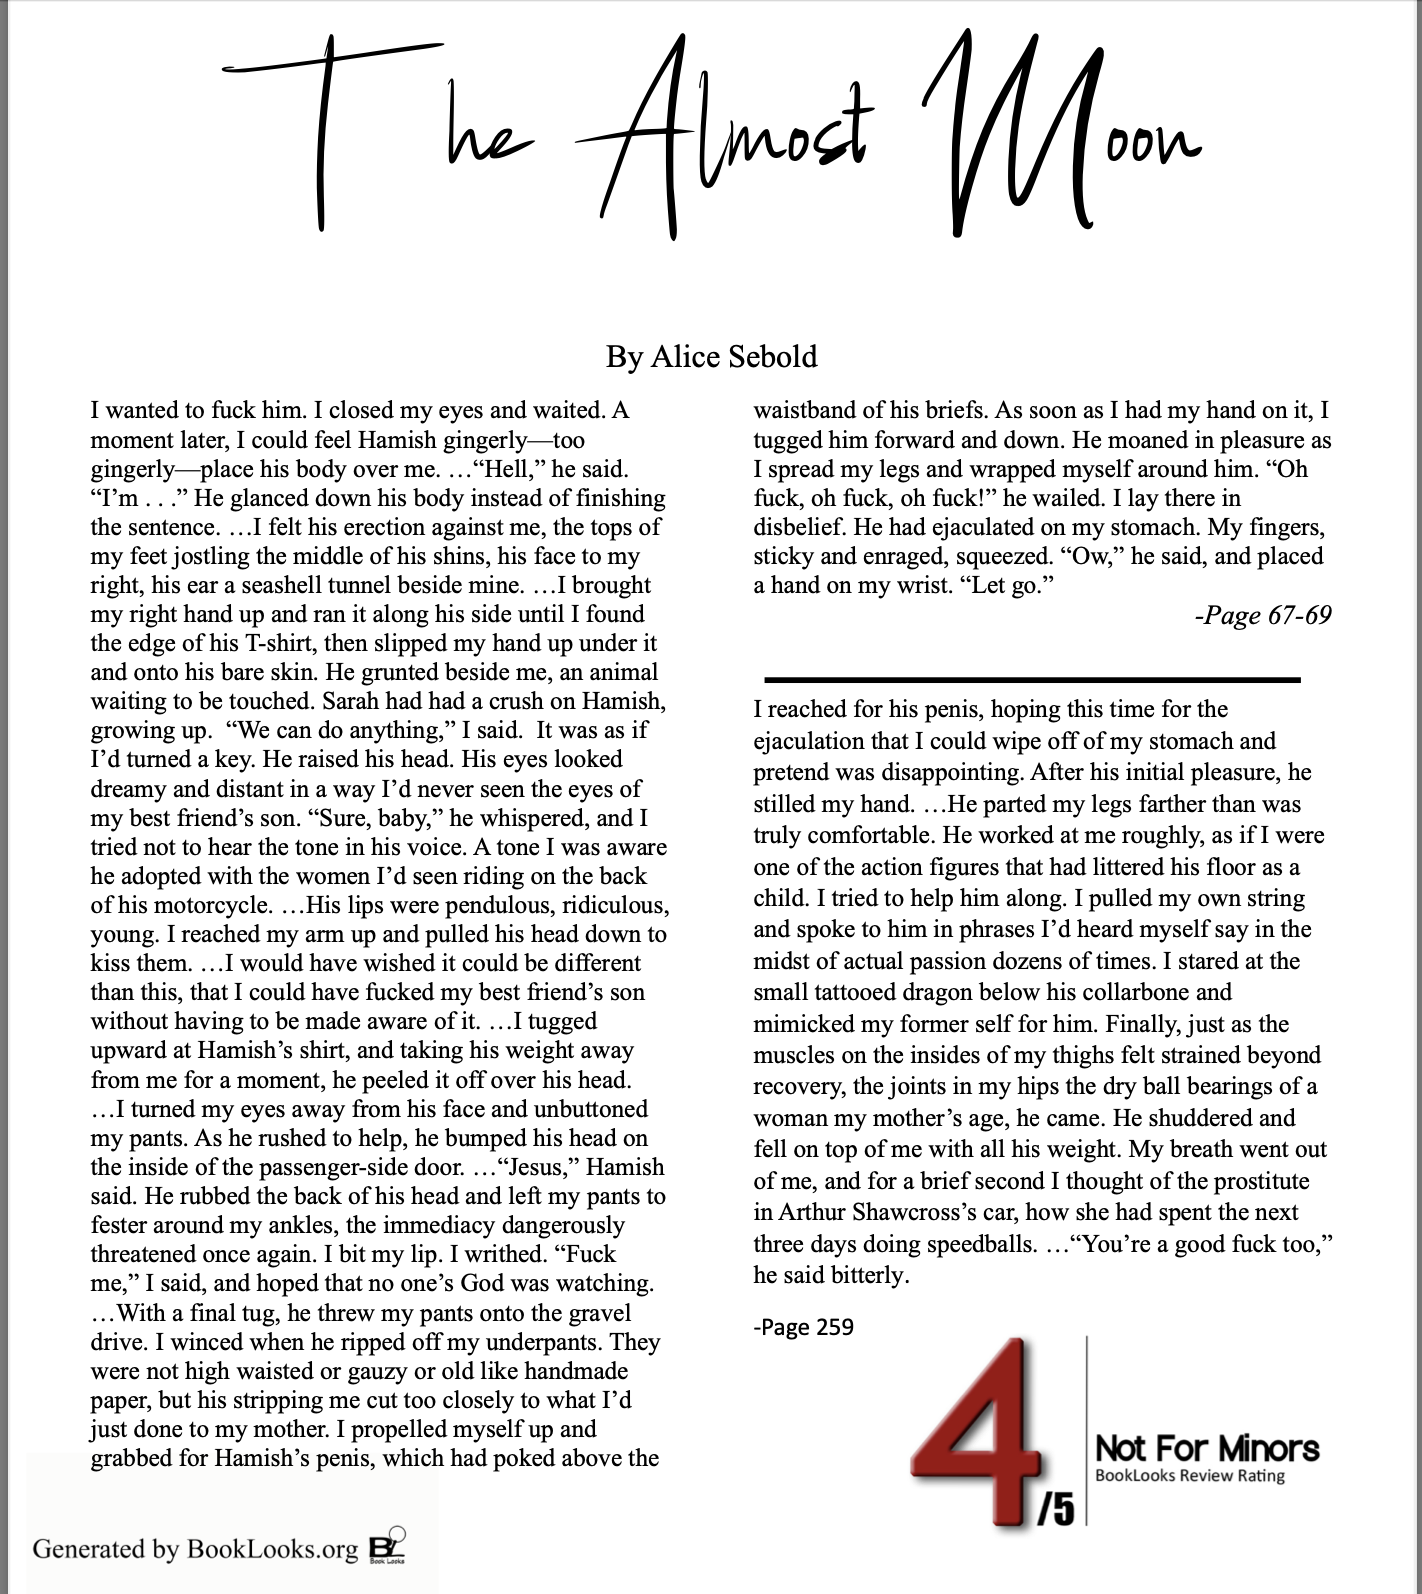 The Almost Moon
By Alice Sebold
I wanted to fuck him. I closed my eyes and waited. A
moment later, I could feel Hamish gingerly—too
gingerly—place his body over me. …“Hell,” he said.
“I’m . . .” He glanced down his body instead of finishing
the sentence. …I felt his erection against me, the tops of
my feet jostling the middle of his shins, his face to my
right, his ear a seashell tunnel beside mine. …I brought
my right hand up and ran it along his side until I found
the edge of his T-shirt, then slipped my hand up under it
and onto his bare skin. He grunted beside me, an animal
waiting to be touched. Sarah had had a crush on Hamish,
growing up.  “We can do anything,” I said.  It was as if
I’d turned a key. He raised his head. His eyes looked
dreamy and distant in a way I’d never seen the eyes of
my best friend’s son. “Sure, baby,” he whispered, and I
tried not to hear the tone in his voice. A tone I was aware
he adopted with the women I’d seen riding on the back
of his motorcycle. …His lips were pendulous, ridiculous,
young. I reached my arm up and pulled his head down to
kiss them. …I would have wished it could be different
than this, that I could have fucked my best friend’s son
without having to be made aware of it. …I tugged
upward at Hamish’s shirt, and taking his weight away
from me for a moment, he peeled it off over his head.
…I turned my eyes away from his face and unbuttoned
my pants. As he rushed to help, he bumped his head on
the inside of the passenger-side door. …“Jesus,” Hamish
said. He rubbed the back of his head and left my pants to
fester around my ankles, the immediacy dangerously
threatened once again. I bit my lip. I writhed. “Fuck
me,” I said, and hoped that no one’s God was watching.
…With a final tug, he threw my pants onto the gravel
drive. I winced when he ripped off my underpants. They
were not high waisted or gauzy or old like handmade
paper, but his stripping me cut too closely to what I’d
just done to my mother. I propelled myself up and
grabbed for Hamish’s penis, which had poked above the
waistband of his briefs. As soon as I had my hand on it, I
tugged him forward and down. He moaned in pleasure as
I spread my legs and wrapped myself around him. “Oh
fuck, oh fuck, oh fuck!” he wailed. I lay there in
disbelief. He had ejaculated on my stomach. My fingers,
sticky and enraged, squeezed. “Ow,” he said, and placed
a hand on my wrist. “Let go.”
-Page 67-69
I reached for his penis, hoping this time for the
ejaculation that I could wipe off of my stomach and
pretend was disappointing. After his initial pleasure, he
stilled my hand. …He parted my legs farther than was
truly comfortable. He worked at me roughly, as if I were
one of the action figures that had littered his floor as a
child. I tried to help him along. I pulled my own string
and spoke to him in phrases I’d heard myself say in the
midst of actual passion dozens of times. I stared at the
small tattooed dragon below his collarbone and
mimicked my former self for him. Finally, just as the
muscles on the insides of my thighs felt strained beyond
recovery, the joints in my hips the dry ball bearings of a
woman my mother’s age, he came. He shuddered and
fell on top of me with all his weight. My breath went out
of me, and for a brief second I thought of the prostitute
in Arthur Shawcross’s car, how she had spent the next
three days doing speedballs. …“You’re a good fuck too,”
he said bitterly.
-Page 259
4/5
Not For Minors
BookLooks Review Rating
Generated by BookLooks.org
BL
Book Looks